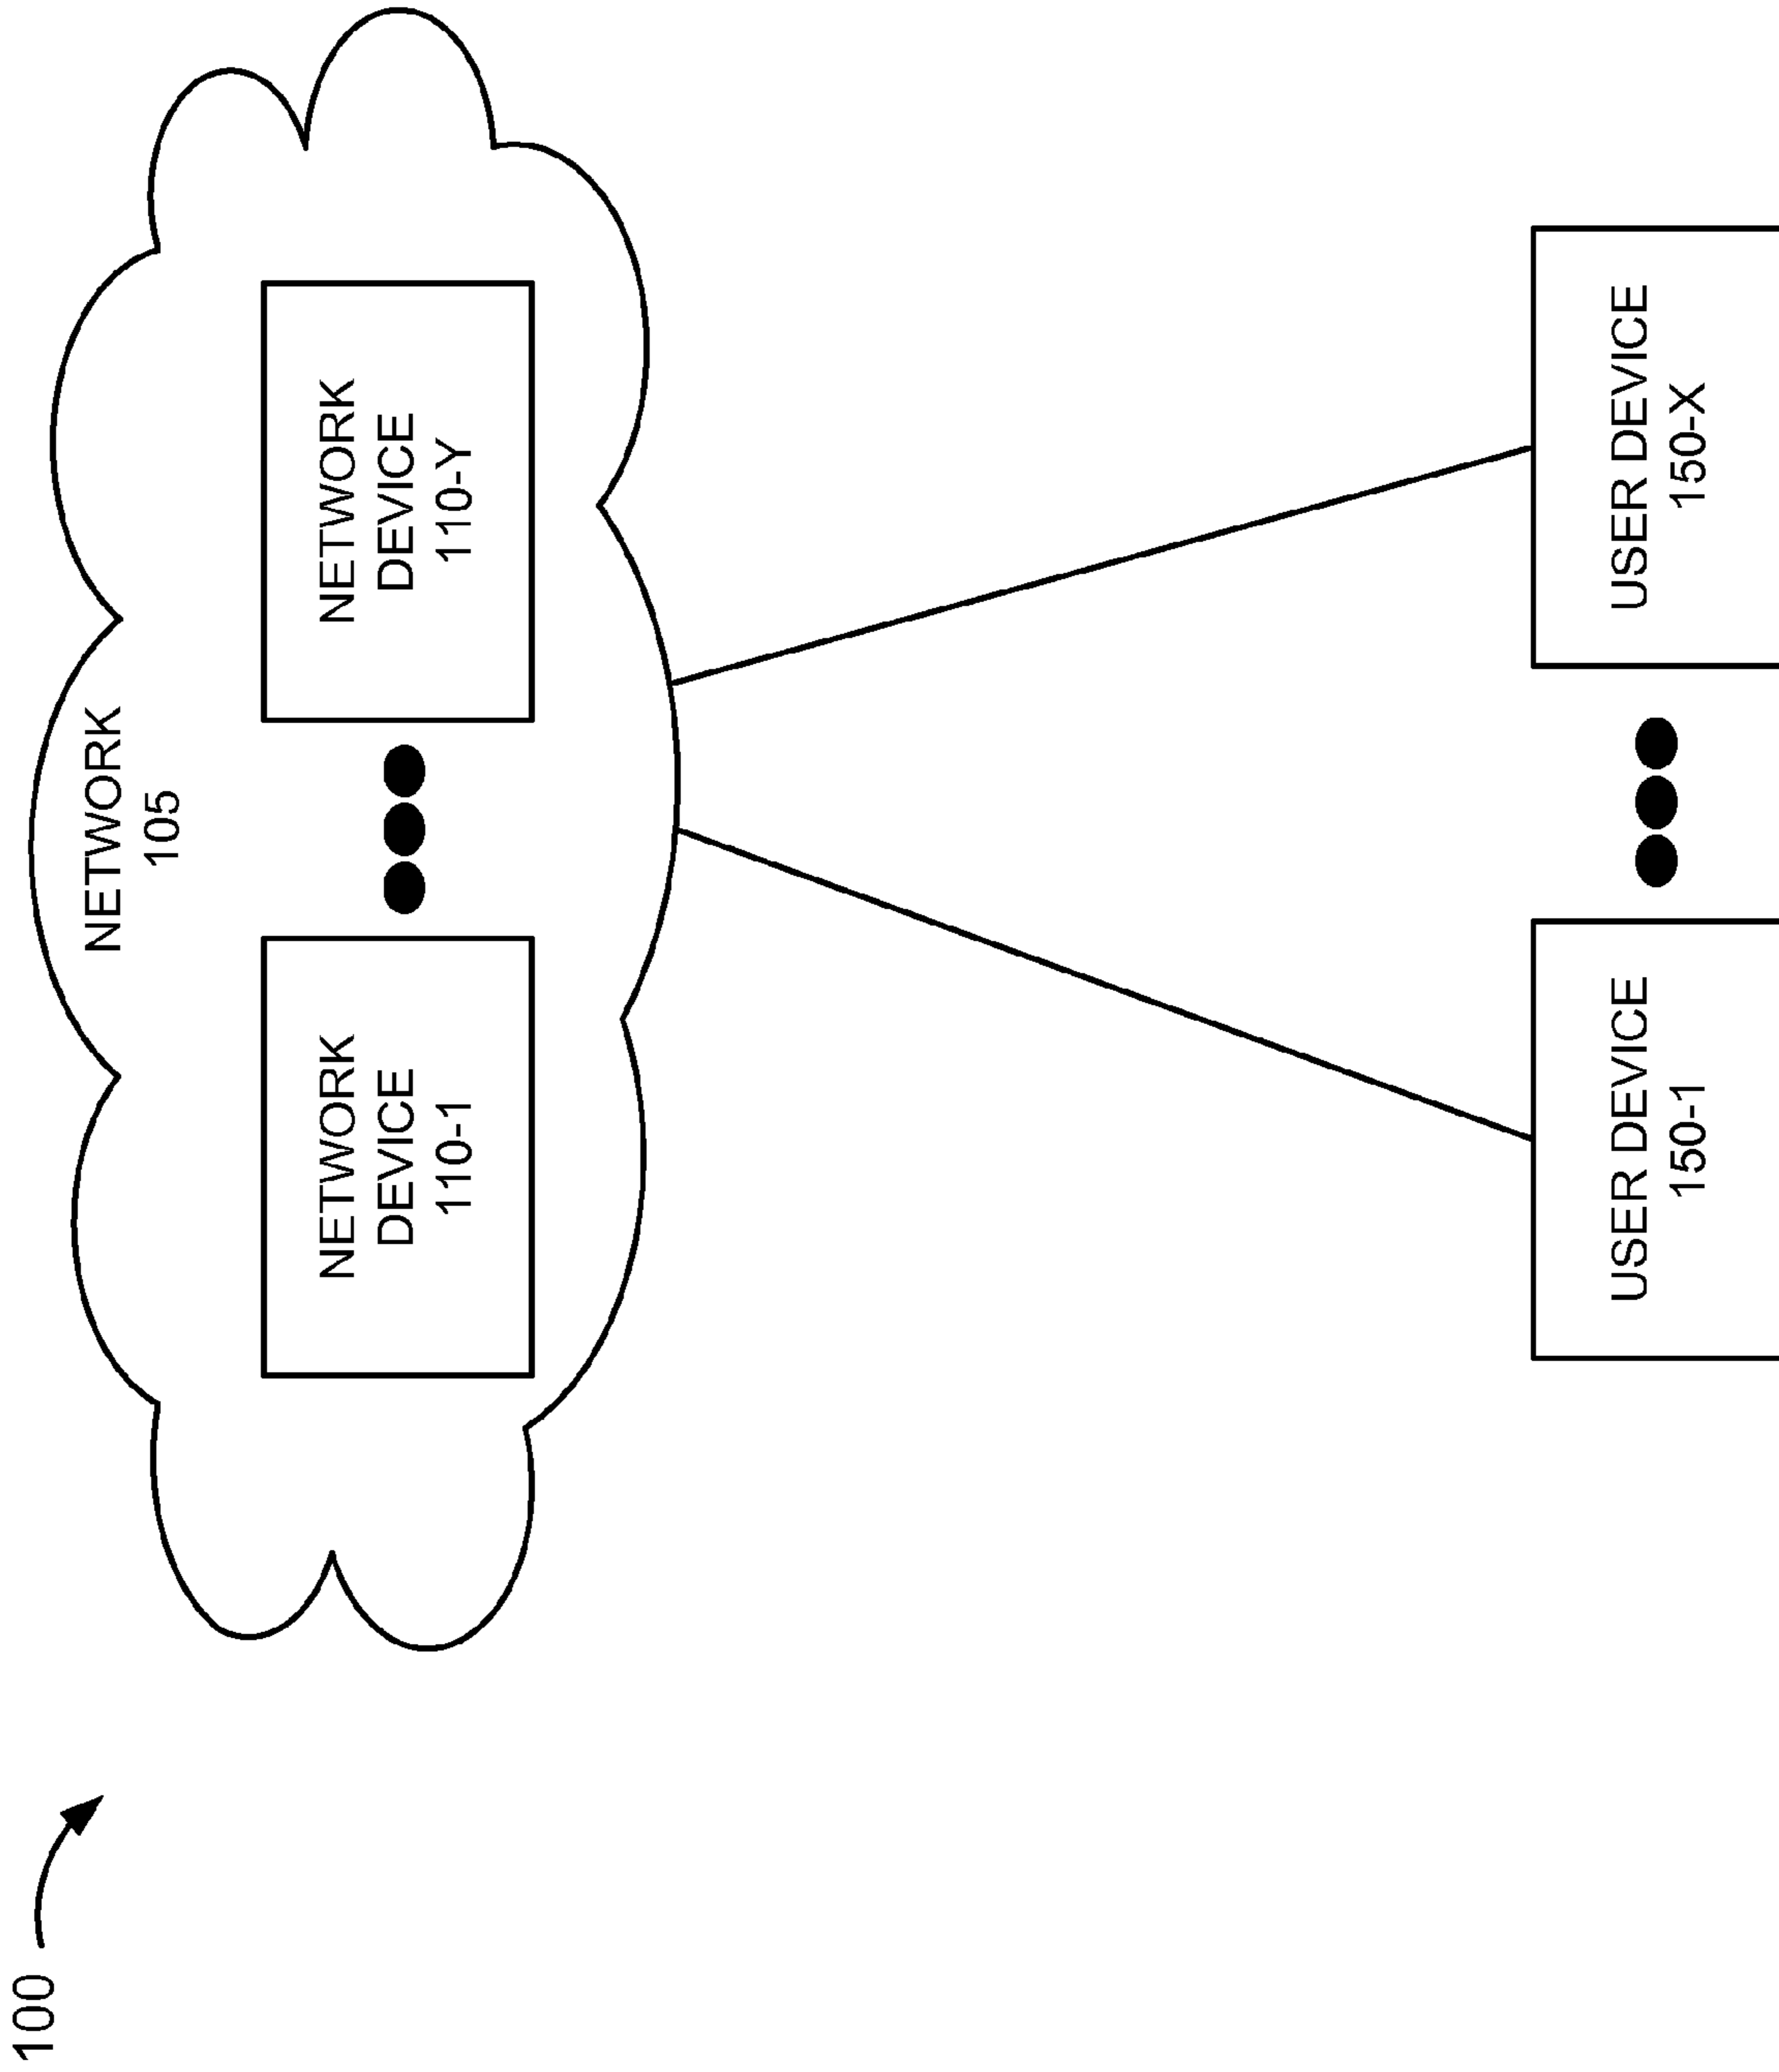 100
NETWORK
105
NETWORK
DEVICE
110-1
NETWORK
DEVICE
110-Y
USER DEVICE
150-1
USER DEVICE
150-X